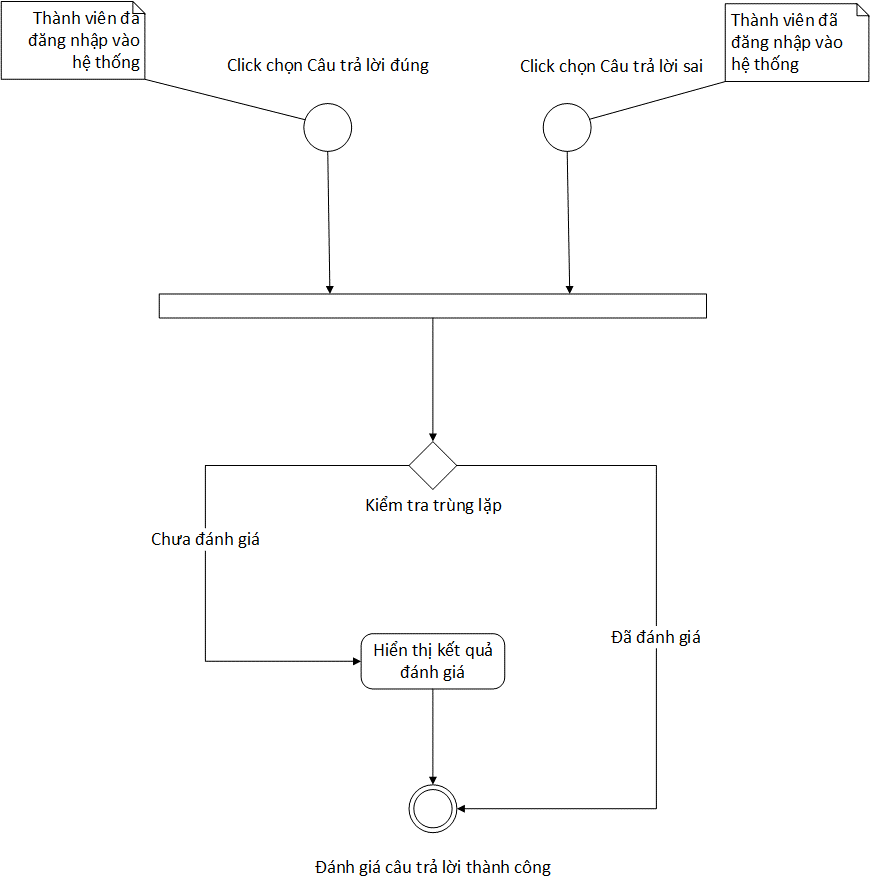 Thành viên đã
đăng nhập vào
hệ thống
Thành viên đã
đăng nhập vào
hệ thống
Click chọn Câu trả lời đúng
Click chọn Câu trả lời sai
Kiểm tra trùng lặp
Chưa đánh giá
Đã đánh giá
Hiển thị kết quả
đánh giá
Đánh giá câu trả lời thành công